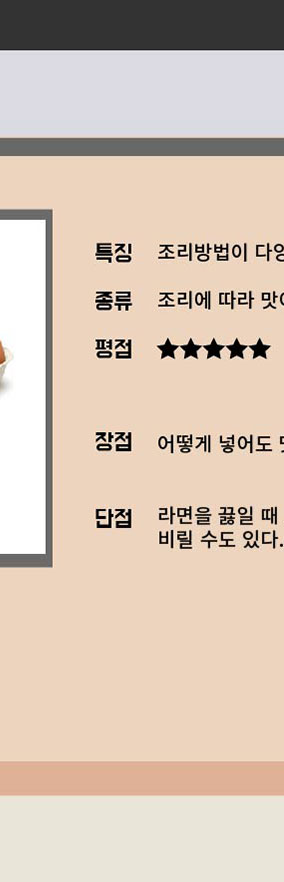 특징 조리방법이 다양
종류 조리에 따라 맛이
평점 ★★★★★
장점 어떻게 넣어도
단점 라면을 끓일 때
비릴 수도 있다.